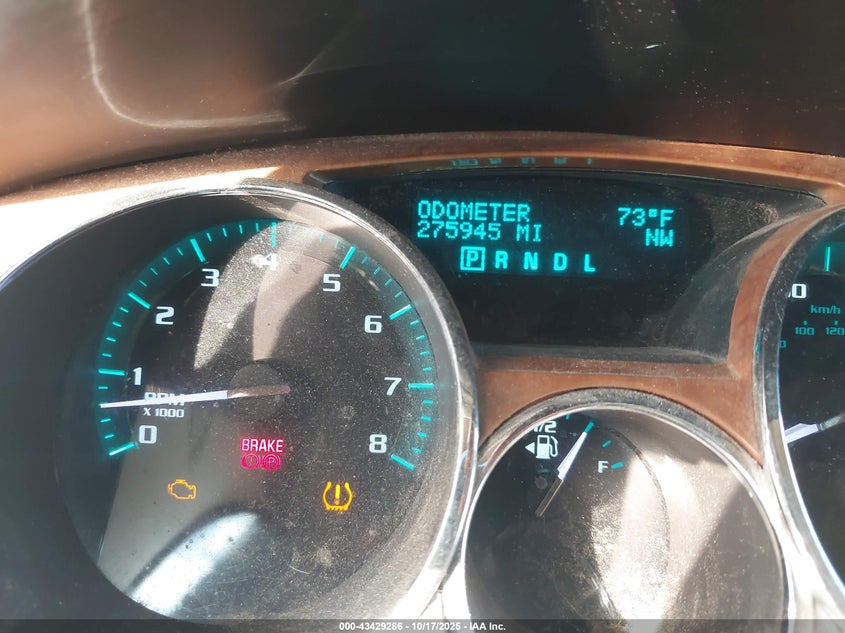 ODOMETER 73°F
275945 MI NW
P R N D L
4
3 5
2 6
1 7
RPM
X 1000
0 8
BRAKE
P
1/2
F
km/h
100 120
000-43429286 - 10/17/2025 - IAA Inc.